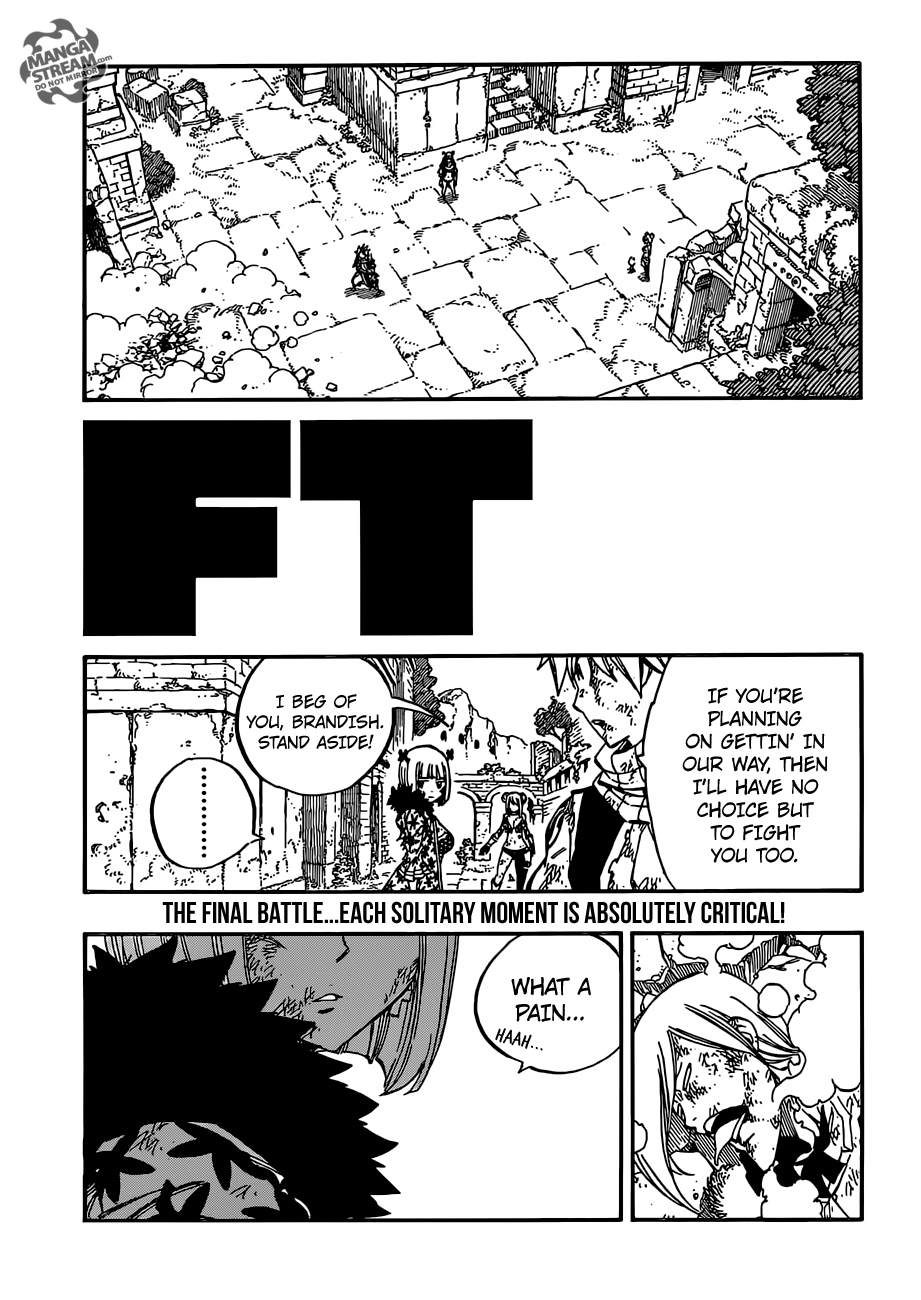 MANGA
STREAM.com
DO NOT MIRROR
FT
IF YOU'RE
PLANNING
ON GETTIN' IN
OUR WAY, THEN
I'LL HAVE NO
CHOICE BUT
TO FIGHT
YOU TOO.
I BEG OF
YOU, BRANDISH.
STAND ASIDE!
.........
THE FINAL BATTLE...EACH SOLITARY MOMENT IS ABSOLUTELY CRITICAL!
WHAT A
PAIN...
HAAH...